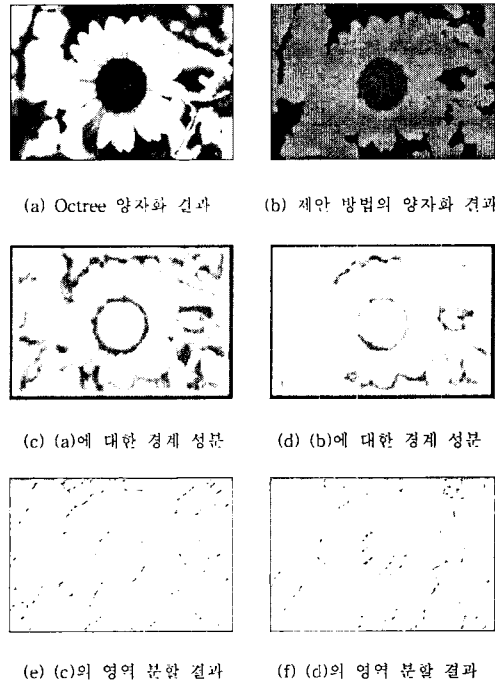 (a) Octree 양자화 결과
(b) 제안 방법의 양자화 결과
(c) (a)에 대한 경계 성분
(d) (b)에 대한 경계 성분
(e) (c)의 영역 분할 결과
(f) (d)의 영역 분할 결과